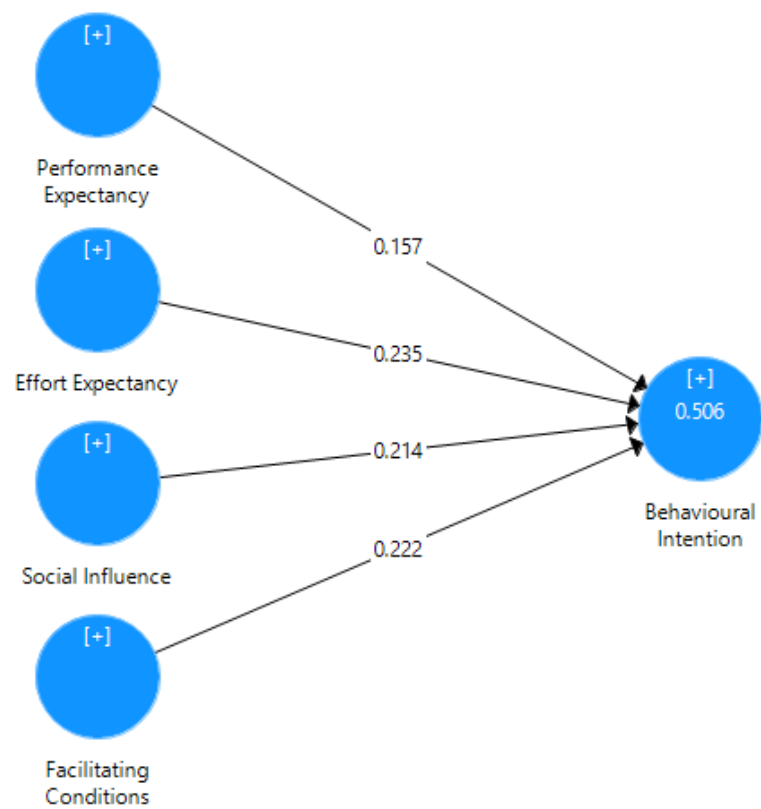 [+]
Performance
Expectancy
0.157
[+]
Effort Expectancy
0.235
[+]
0.506
Behavioural
Intention
[+]
Social Influence
0.214
0.222
[+]
Facilitating
Conditions